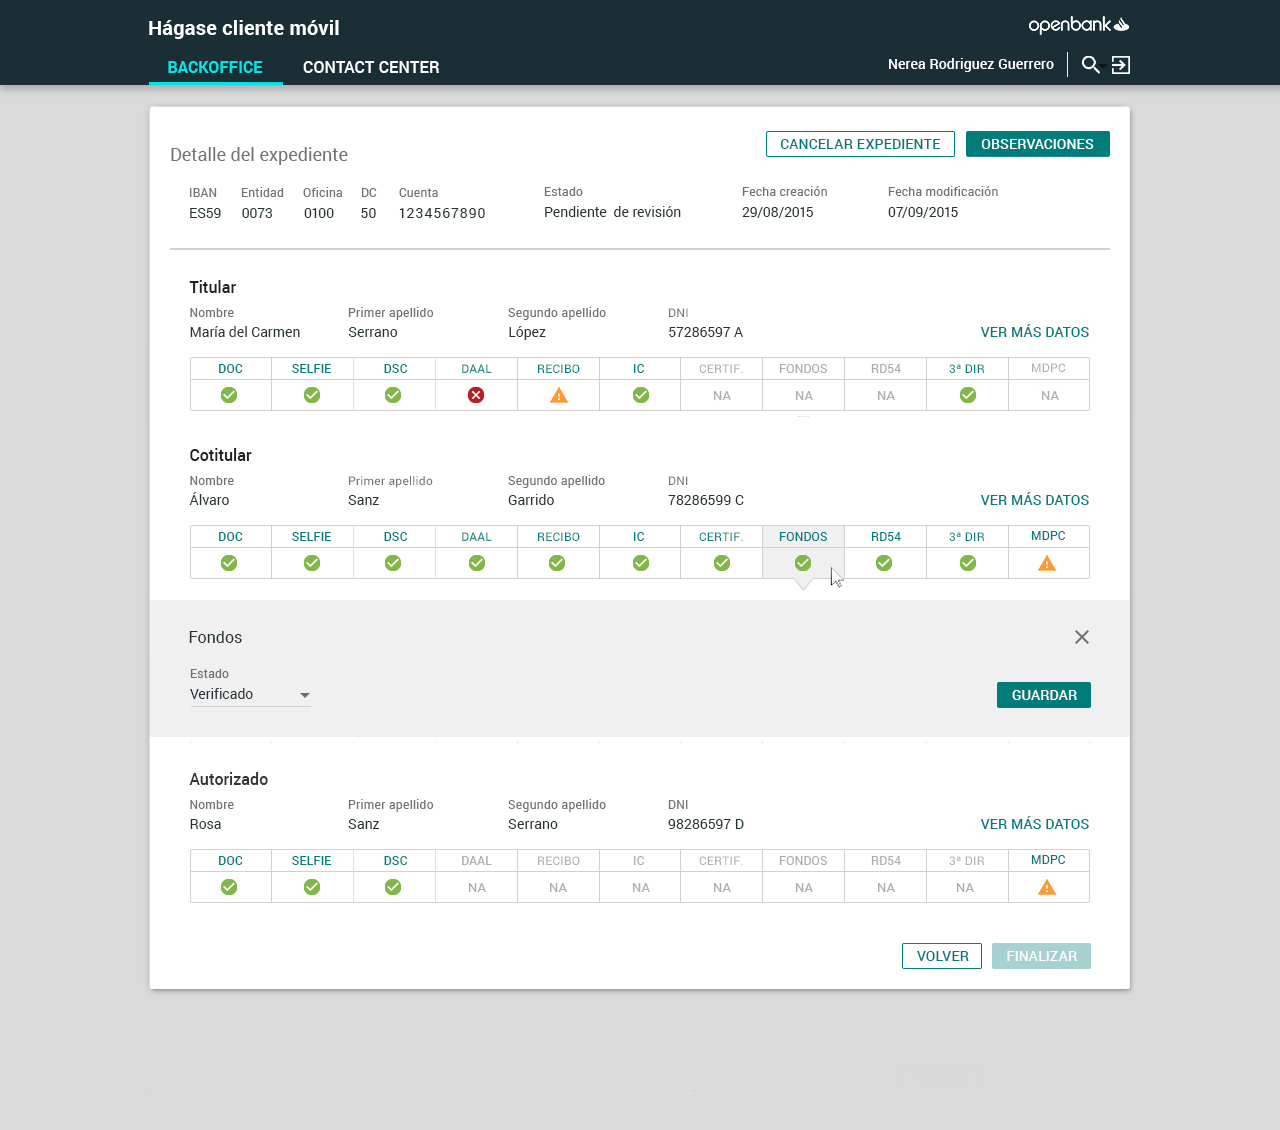 Hágase cliente móvil
openbank
BACKOFFICE CONTACT CENTER
Nerea Rodriguez Guerrero
Detalle del expediente
CANCELAR EXPEDIENTE OBSERVACIONES
IBAN Entidad Oficina DC Cuenta Estado Fecha creación Fecha modificación
ES59 0073 0100 50 1234567890 Pendiente de revisión 29/08/2015 07/09/2015
Titular
Nombre Primer apellido Segundo apellido DNI
María del Carmen Serrano López 57286597 A VER MÁS DATOS
DOC SELFIE DSC DAAL RECIBO IC CERTIF. FONDOS RD54 3ª DIR MDPC
NA NA NA NA
Cotitular
Nombre Primer apellido Segundo apellido DNI
Álvaro Sanz Garrido 78286599 C VER MÁS DATOS
DOC SELFIE DSC DAAL RECIBO IC CERTIF. FONDOS RD54 3ª DIR MDPC
Fondos
Estado
Verificado
GUARDAR
Autorizado
Nombre Primer apellido Segundo apellido DNI
Rosa Sanz Serrano 98286597 D VER MÁS DATOS
DOC SELFIE DSC DAAL RECIBO IC CERTIF. FONDOS RD54 3ª DIR MDPC
NA NA NA NA NA NA NA
VOLVER FINALIZAR